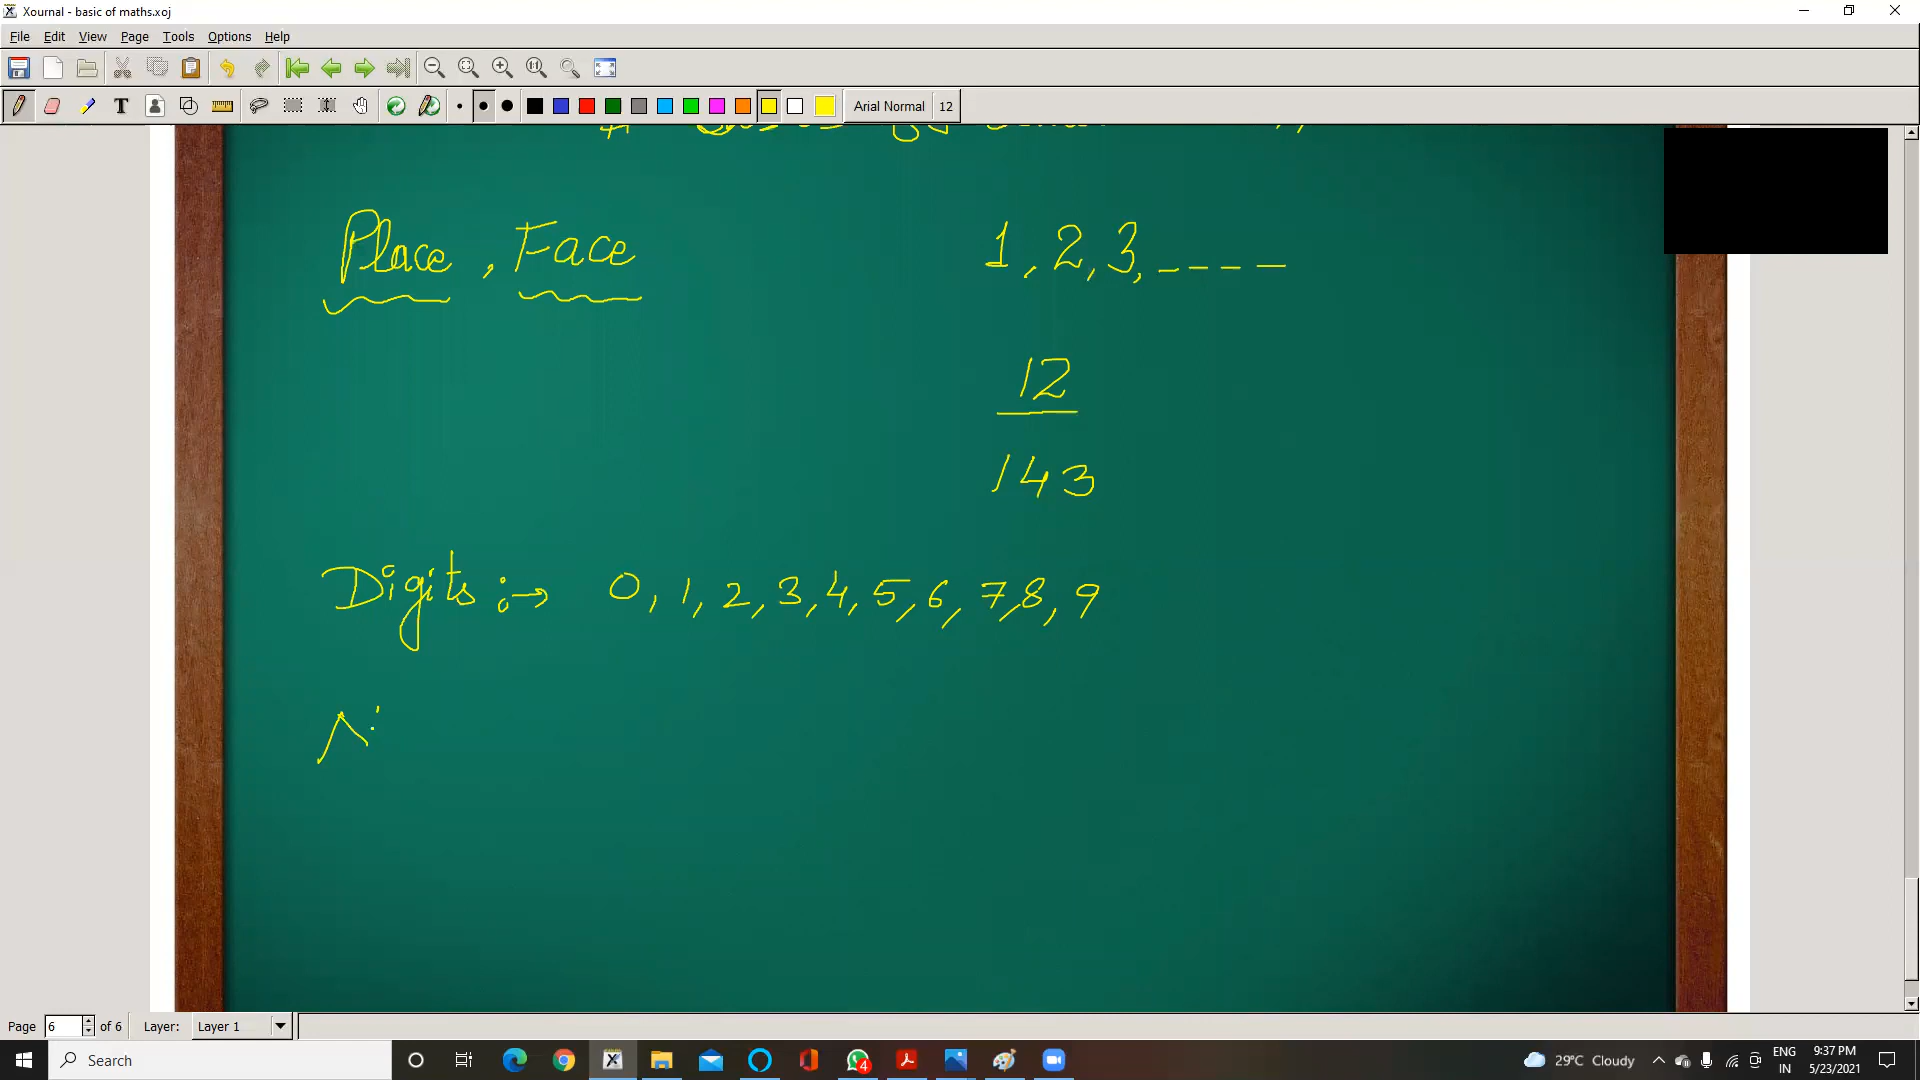 Xournal - basic of maths.xoj
File Edit View Page Tools Options Help
T Arial Normal 12
Place, Face 1, 2, 3, - - - -
12
143
Digits :→ 0, 1, 2, 3, 4, 5, 6, 7, 8, 9
Page 6 of 6 Layer: Layer 1
Search 4 29°C Cloudy ENG IN 9:37 PM 5/23/2021